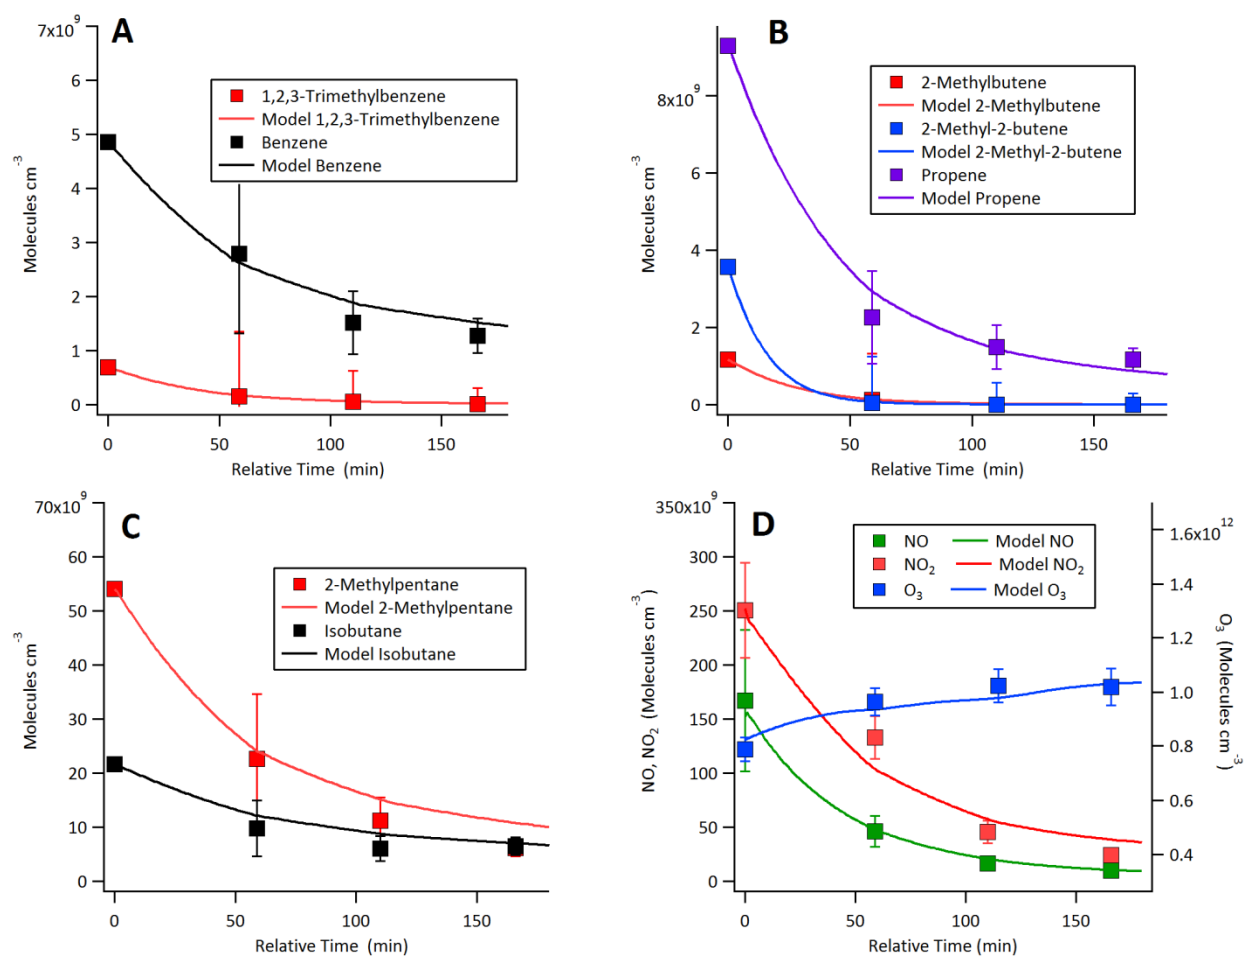 A
7x10⁹
6
5
4
3
2
1
0
Molecules cm⁻³
1,2,3-Trimethylbenzene
Model 1,2,3-Trimethylbenzene
Benzene
Model Benzene
0
50
100
150
Relative Time (min)
B
8x10⁹
6
4
2
0
Molecules cm⁻³
2-Methylbutene
Model 2-Methylbutene
2-Methyl-2-butene
Model 2-Methyl-2-butene
Propene
Model Propene
0
50
100
150
Relative Time (min)
C
70x10⁹
60
50
40
30
20
10
0
Molecules cm⁻³
2-Methylpentane
Model 2-Methylpentane
Isobutane
Model Isobutane
0
50
100
150
Relative Time (min)
D
350x10⁹
300
250
200
150
100
50
0
NO, NO₂ (Molecules cm⁻³)
NO Model NO
NO₂ Model NO₂
O₃ Model O₃
1.6x10¹²
1.4
1.2
1.0
0.8
0.6
0.4
O₃ (Molecules cm⁻³)
0
50
100
150
Relative Time (min)